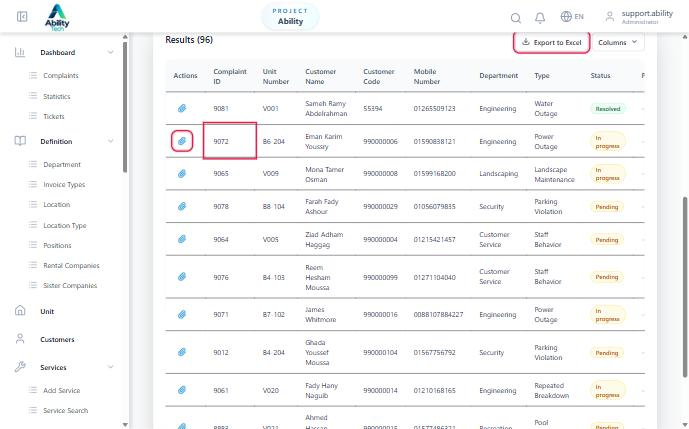 Ability
Tech
PROJECT
Ability
EN
support.ability
Administrator
Dashboard
Complaints
Statistics
Tickets
Definition
Department
Invoice Types
Location
Location Type
Positions
Rental Companies
Sister Companies
Unit
Customers
Services
Add Service
Service Search
Results (96)
Export to Excel
Columns
Actions Complaint ID Unit Number Customer Name Customer Code Mobile Number Department Type Status
9081 V001 Sameh Ramy Abdelrahman 55394 01265509123 Engineering Water Outage Resolved
9072 B6-204 Eman Karim Youssry 990000006 01590838121 Engineering Power Outage In progress
9065 V009 Mona Tamer Osman 990000008 01599168200 Landscaping Landscape Maintenance In progress
9078 B8-104 Farah Fady Ashour 990000029 01056079835 Security Parking Violation Pending
9064 V005 Ziad Adham Haggag 990000004 01215421457 Customer Service Staff Behavior Pending
9076 B4-103 Reem Hesham Moussa 990000099 01271104040 Customer Service Staff Behavior Pending
9071 B7-102 James Whitmore 990000016 0088107884227 Engineering Power Outage In progress
9012 B4-204 Ghada Youssef Moussa 990000104 01567756792 Security Parking Violation Pending
9061 V020 Fady Hany Naguib 990000014 01210168165 Engineering Repeated Breakdown In progress
Ahmed Pool